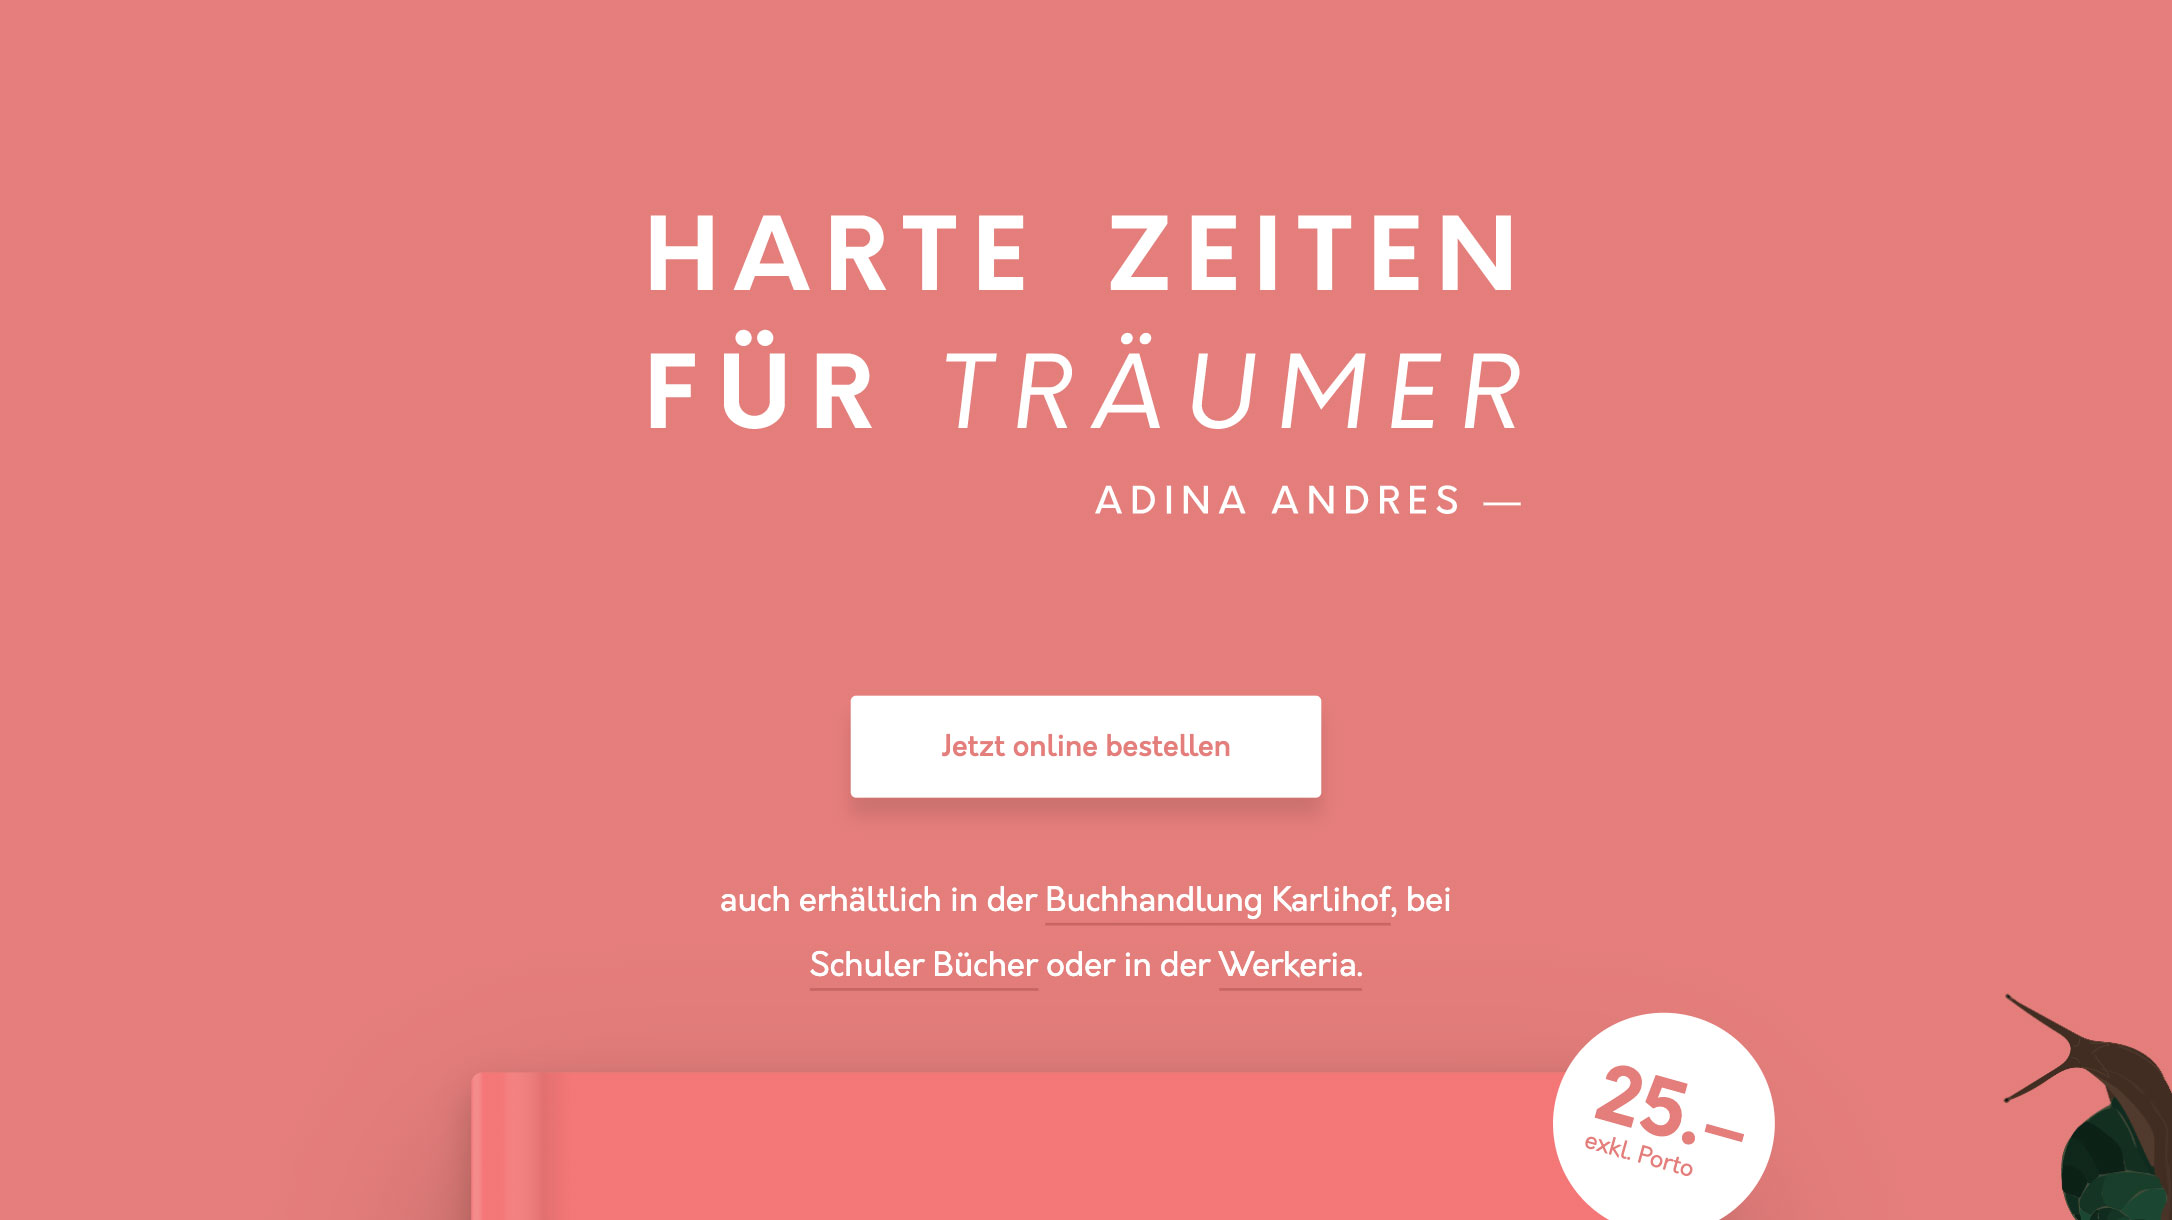 HARTE ZEITEN
FÜR TRÄUMER
ADINA ANDRES —
Jetzt online bestellen
auch erhältlich in der Buchhandlung Karlihof, bei
Schuler Bücher oder in der Werkeria.
25.–
exkl. Porto